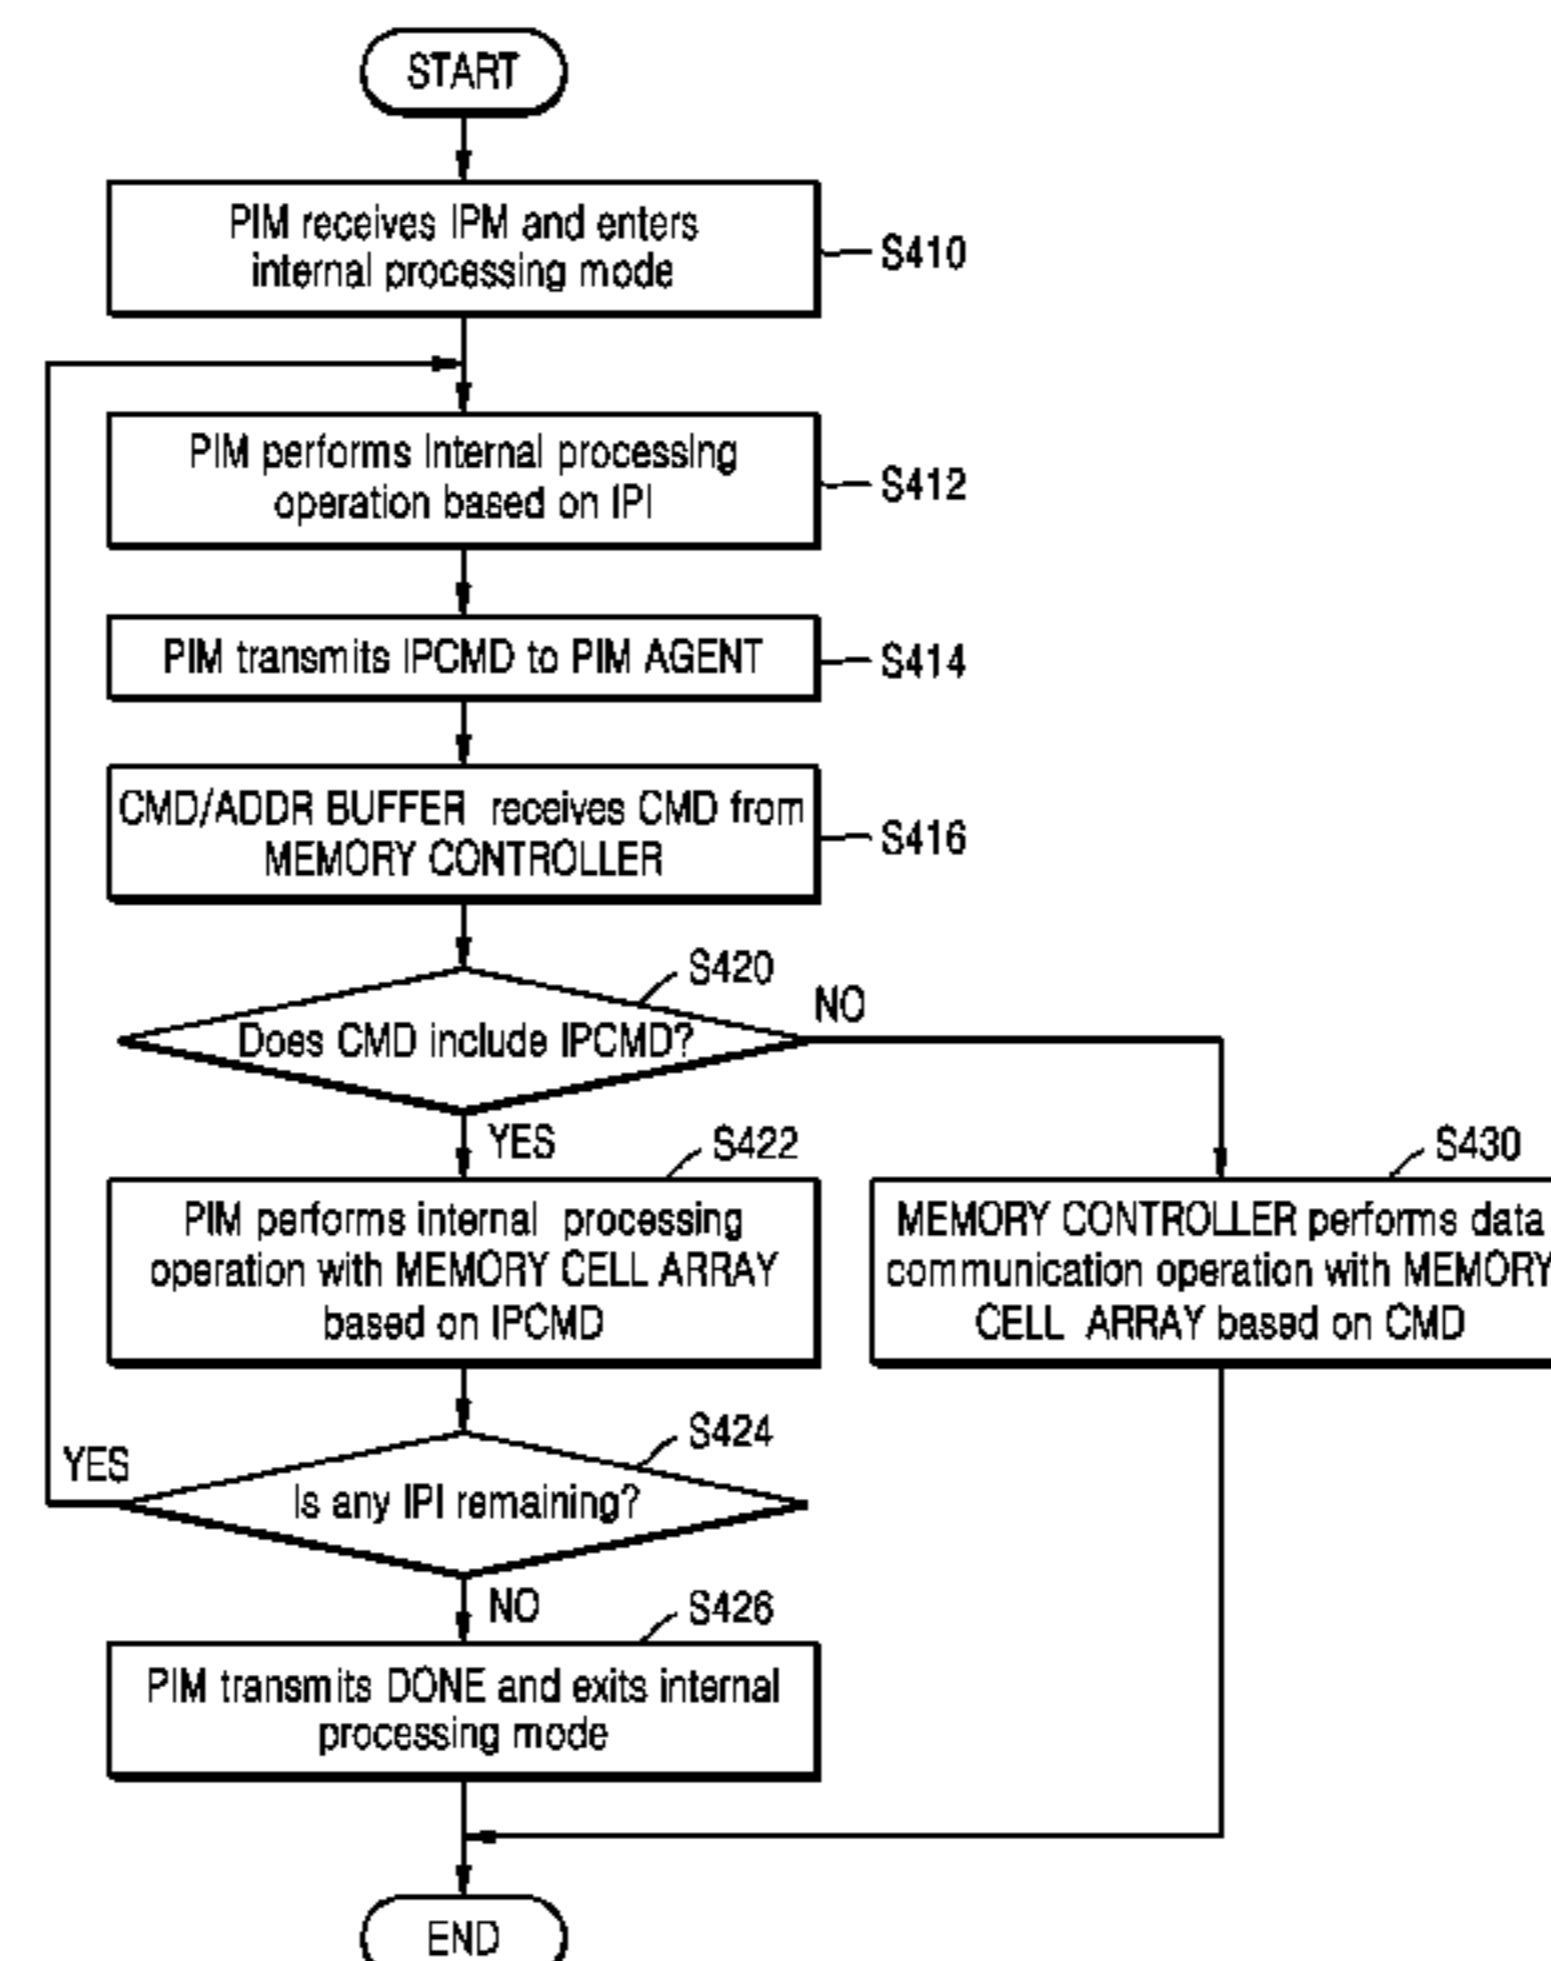 START
PIM receives IPM and enters
internal processing mode
S410
PIM performs internal processing
operation based on IPI
S412
PIM transmits IPCMD to PIM AGENT
S414
CMD/ADDR BUFFER receives CMD from
MEMORY CONTROLLER
S416
S420
Does CMD include IPCMD?
NO
YES
S422
PIM performs internal processing
operation with MEMORY CELL ARRAY
based on IPCMD
S430
MEMORY CONTROLLER performs data
communication operation with MEMORY
CELL ARRAY based on CMD
S424
YES
Is any IPI remaining?
NO
S426
PIM transmits DONE and exits internal
processing mode
END